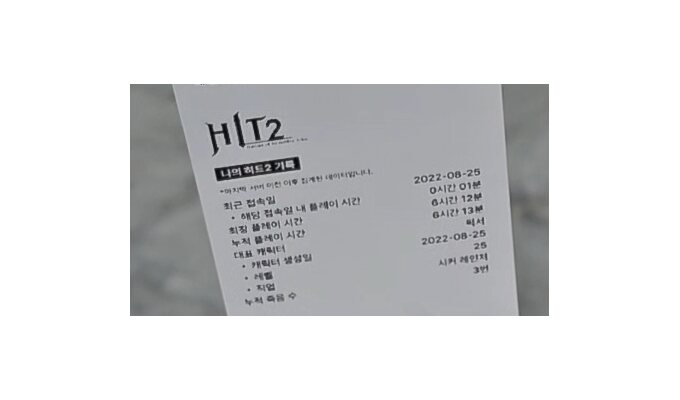 HIT2
나의 히트2 기록
*마지막 서버 이전 이후 집계된 데이터입니다.
최근 접속일 2022-08-25
• 해당 접속일 내 플레이 시간 0시간 01분
최장 플레이 시간 6시간 12분
누적 플레이 시간 6시간 13분
대표 캐릭터
• 캐릭터 생성일 2022-08-25
• 레벨 25
• 직업 시커 레인저
누적 죽음 수 3번